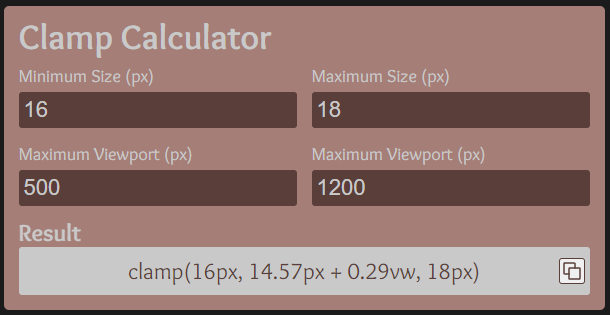 Clamp Calculator
Minimum Size (px) Maximum Size (px)
16 18
Maximum Viewport (px) Maximum Viewport (px)
500 1200
Result
clamp(16px, 14.57px + 0.29vw, 18px)